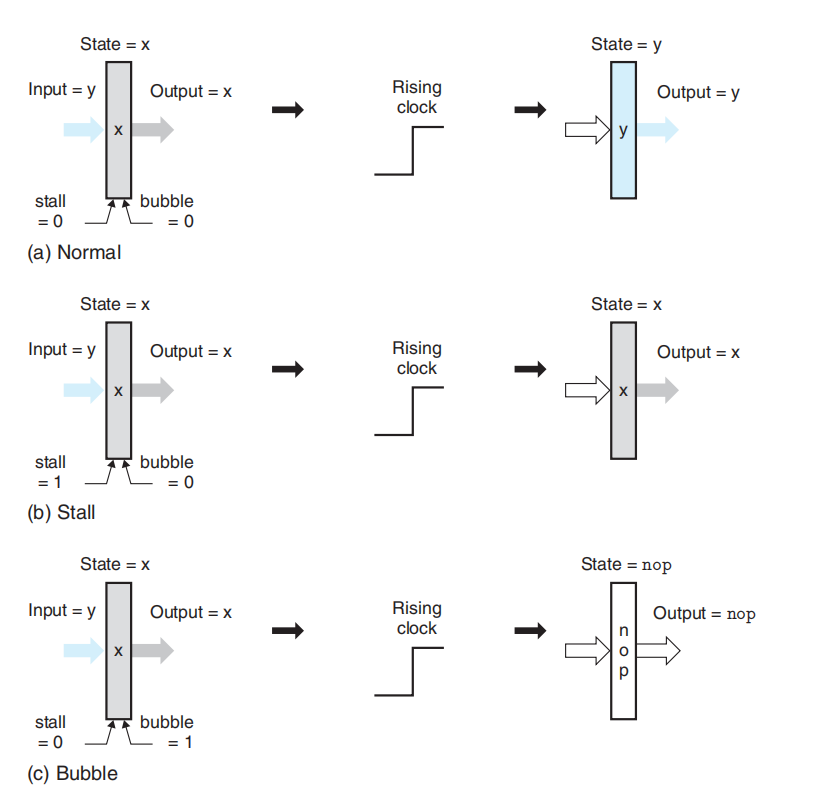 State = x
State = y
Input = y
Output = x
Rising
clock
Output = y
x
y
stall
= 0
bubble
= 0
(a) Normal
State = x
State = x
Input = y
Output = x
Rising
clock
Output = x
x
x
stall
= 1
bubble
= 0
(b) Stall
State = x
State = nop
Input = y
Output = x
Rising
clock
Output = nop
x
n
o
p
stall
= 0
bubble
= 1
(c) Bubble